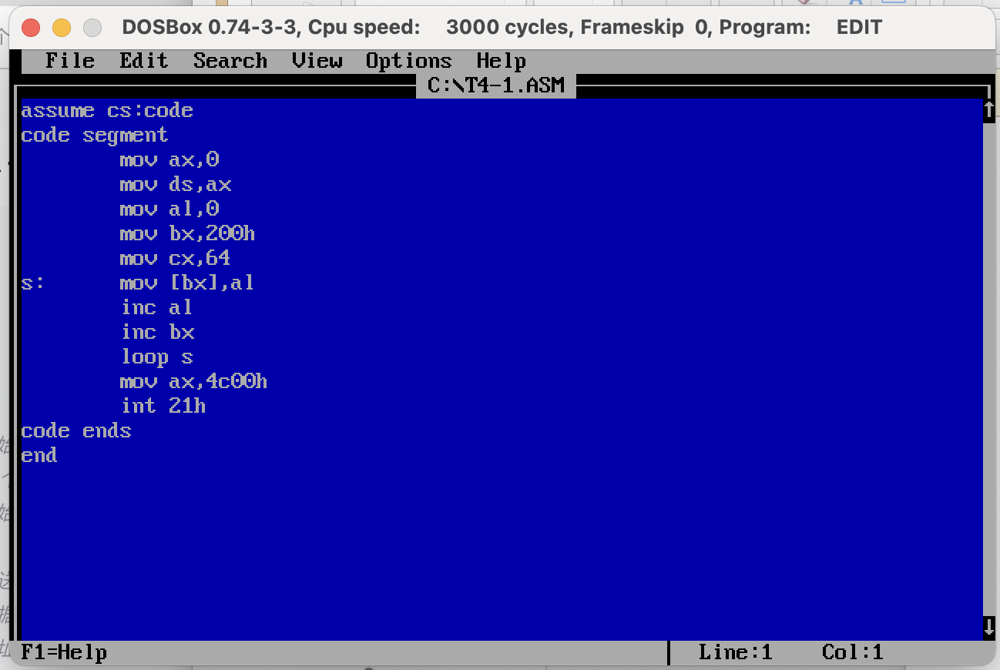 DOSBox 0.74-3-3, Cpu speed: 3000 cycles, Frameskip 0, Program: EDIT
File Edit Search View Options Help
C:\T4-1.ASM
assume cs:code
code segment
mov ax,0
mov ds,ax
mov al,0
mov bx,200h
mov cx,64
s: mov [bx],al
inc al
inc bx
loop s
mov ax,4c00h
int 21h
code ends
end
F1=Help Line:1 Col:1